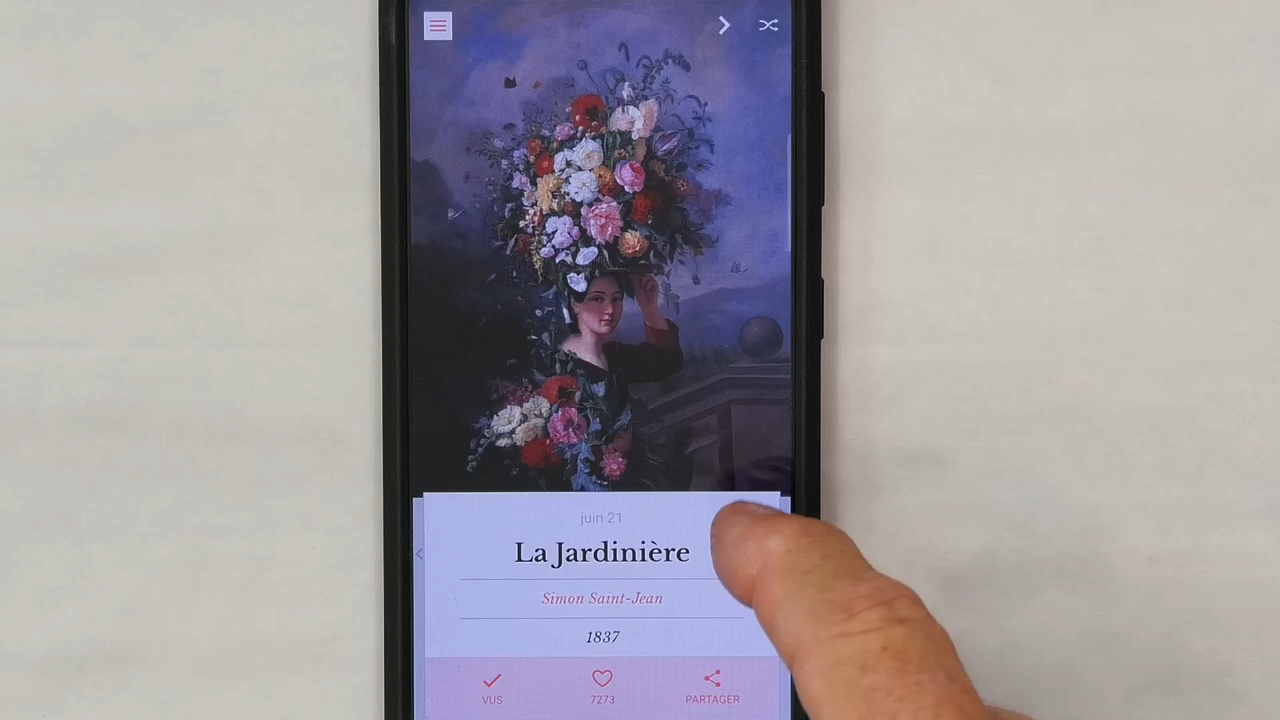 juin 21
La Jardinière
Simon Saint-Jean
1837
VUS
7273
PARTAGER